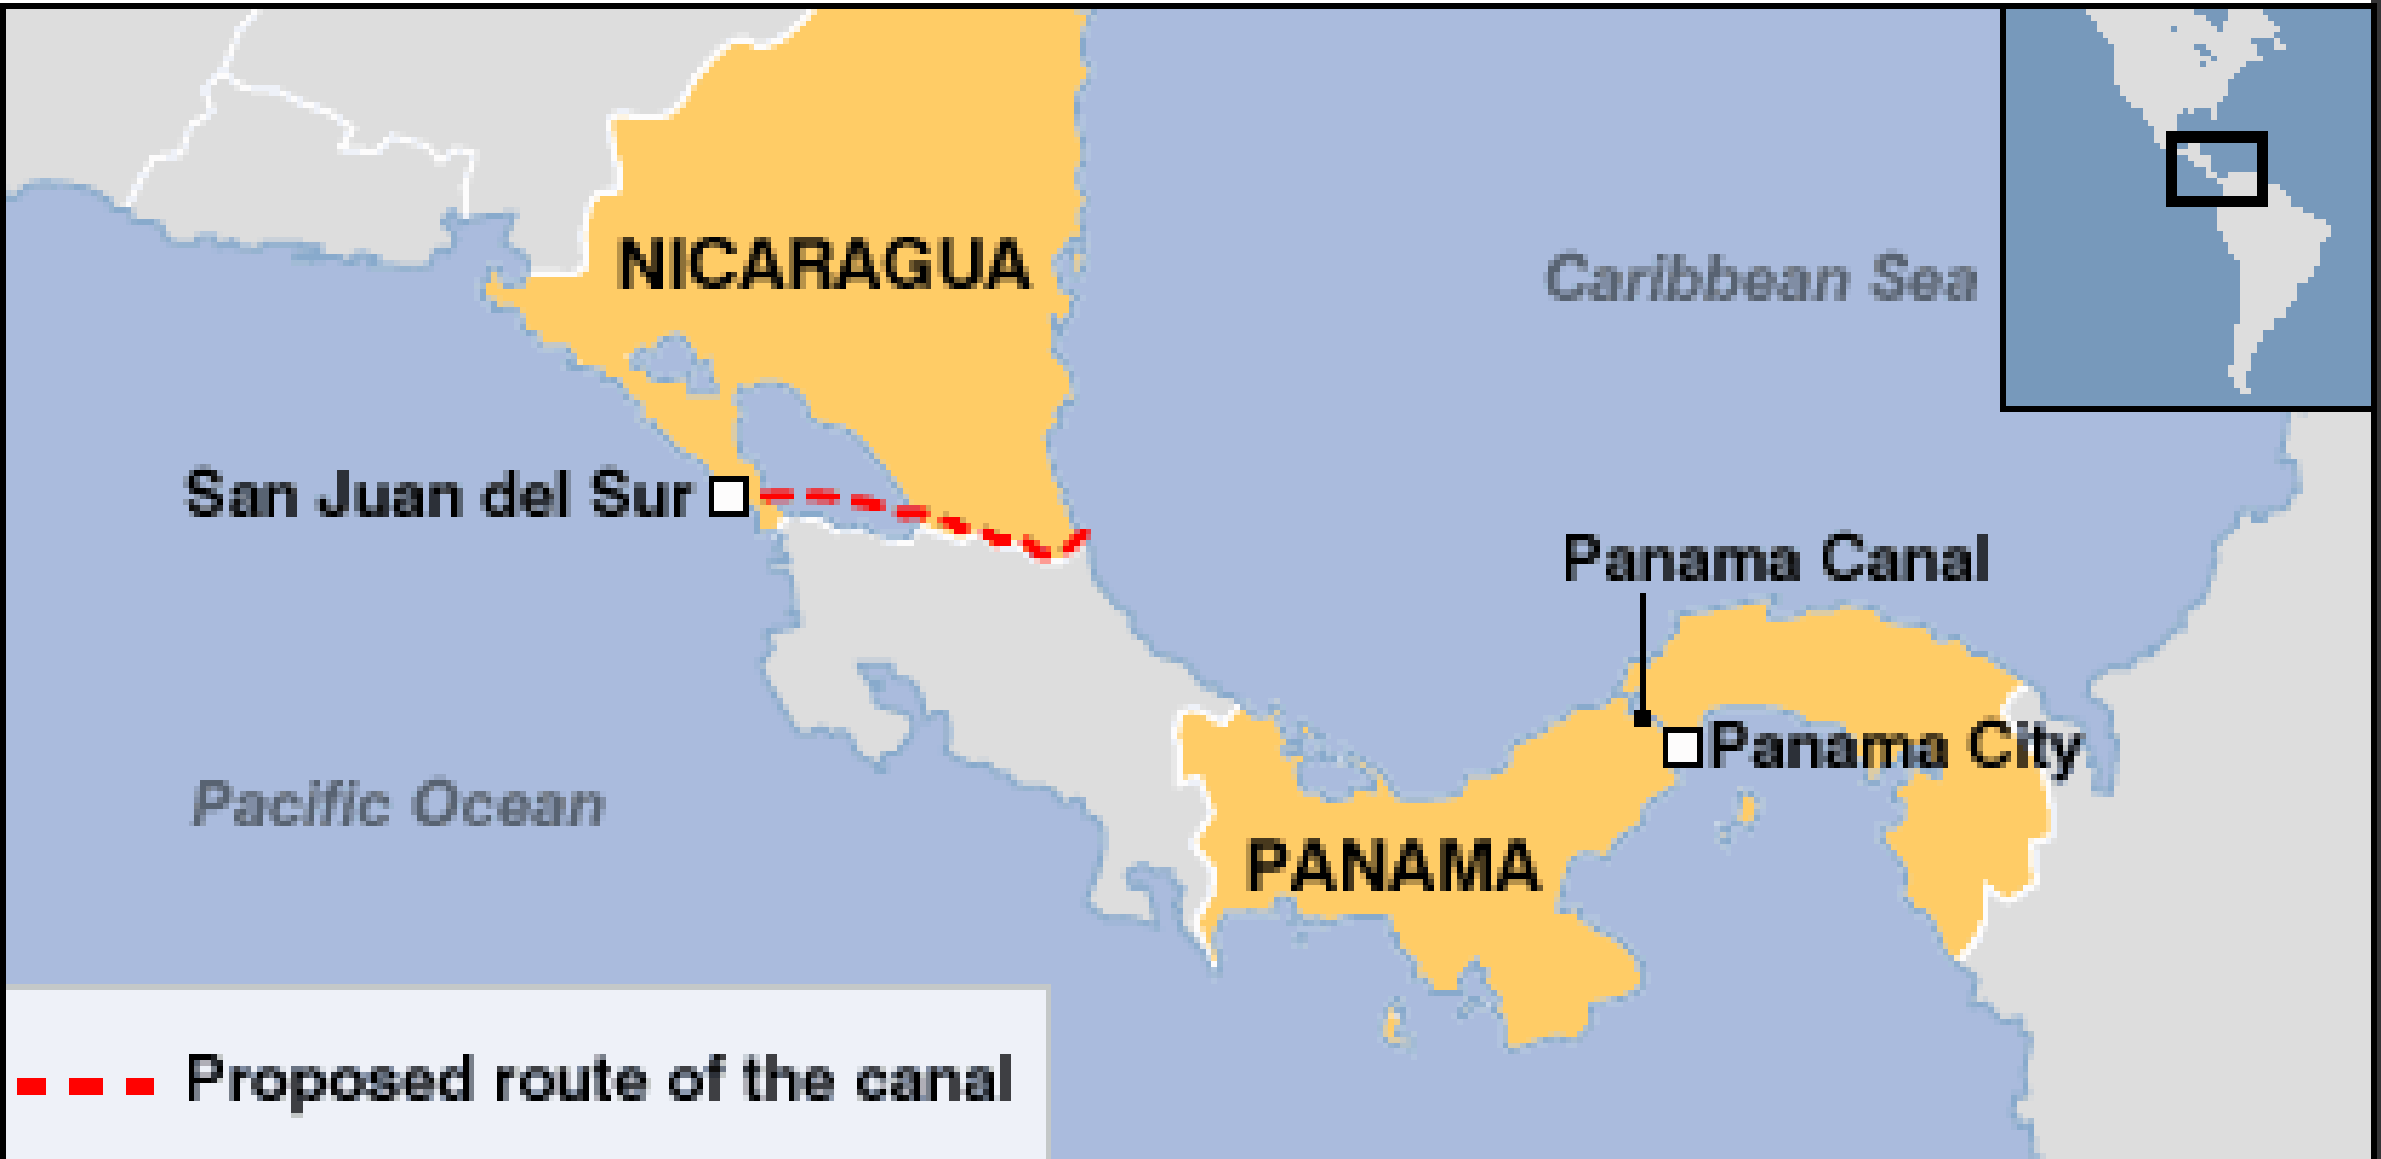 NICARAGUA
Caribbean Sea
San Juan del Sur
Panama Canal
Panama City
Pacific Ocean
PANAMA
Proposed route of the canal